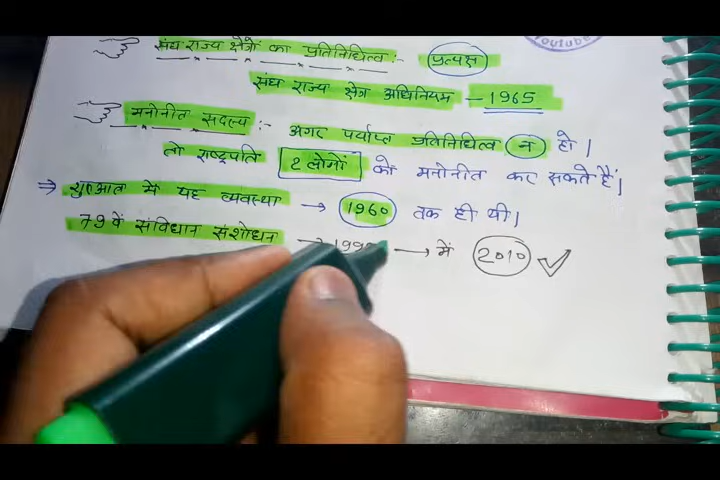 संघ राज्य क्षेत्रों का प्रतिनिधित्व :- प्रत्यक्ष
Youtube
संघ राज्य क्षेत्र अधिनियम - 1965
मनोनीत सदस्य :- अगर पर्याप्त प्रतिनिधित्व न हो।
तो राष्ट्रपति 2 लोगों को मनोनीत कर सकते हैं।
⇒ शुरुआत में यह व्यवस्था → 1960 तक ही थी।
79 वें संविधान संशोधन → → में 2010 ✓